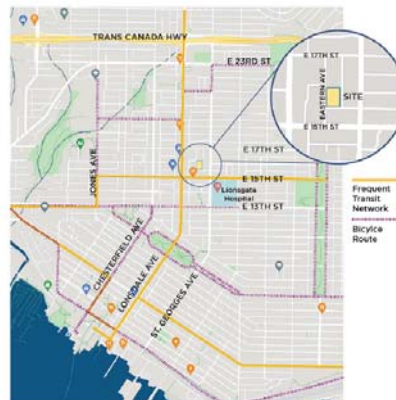 TRANS CANADA HWY
E 23RD ST
E 17TH ST
EASTERN AVE
SITE
E 15TH ST
E 17TH ST
JONES AVE
E 15TH ST
Lionsgate
Hospital
E 13TH ST
CHESTERFIELD AVE
LONSDALE AVE
ST. GEORGES AVE
Frequent
Transit
Network
Bicylce
Route